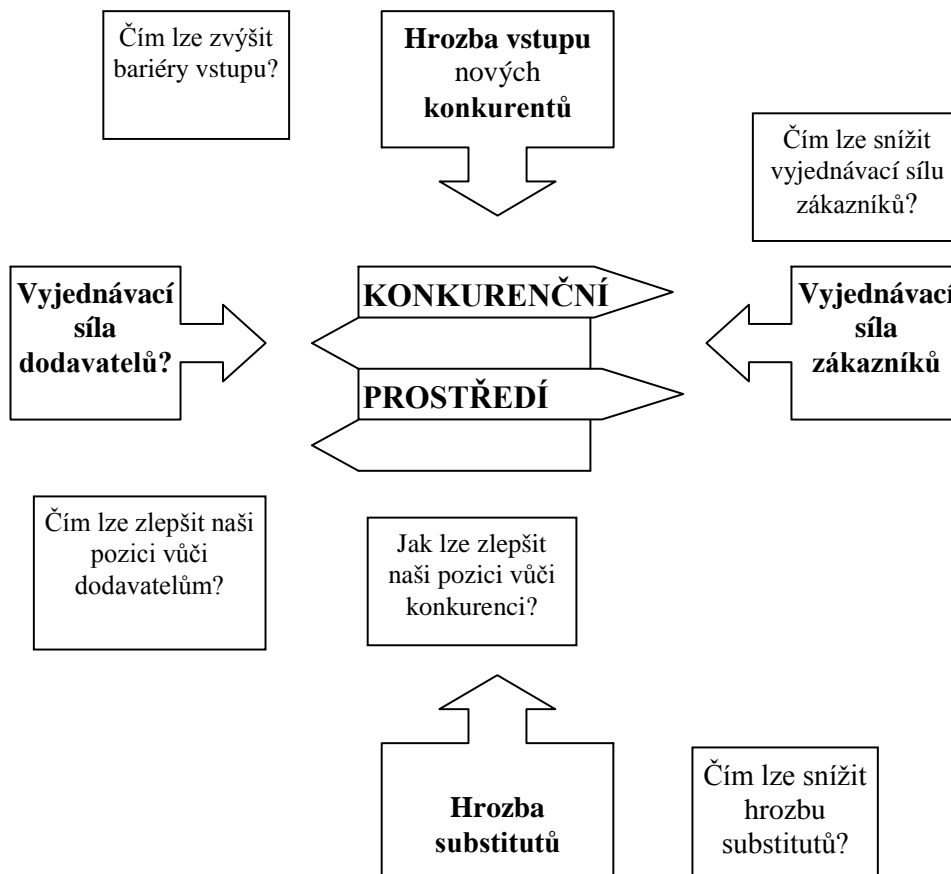 Čím lze zvýšit
bariéry vstupu?
Hrozba vstupu
nových
konkurentů
Čím lze snížit
vyjednávací sílu
zákazníků?
Vyjednávací
síla
dodavatelů?
KONKURENČNÍ
PROSTŘEDÍ
Vyjednávací
síla
zákazníků
Čím lze zlepšit naši
pozici vůči
dodavatelům?
Jak lze zlepšit
naši pozici vůči
konkurenci?
Hrozba
substitutů
Čím lze snížit
hrozbu
substitutů?